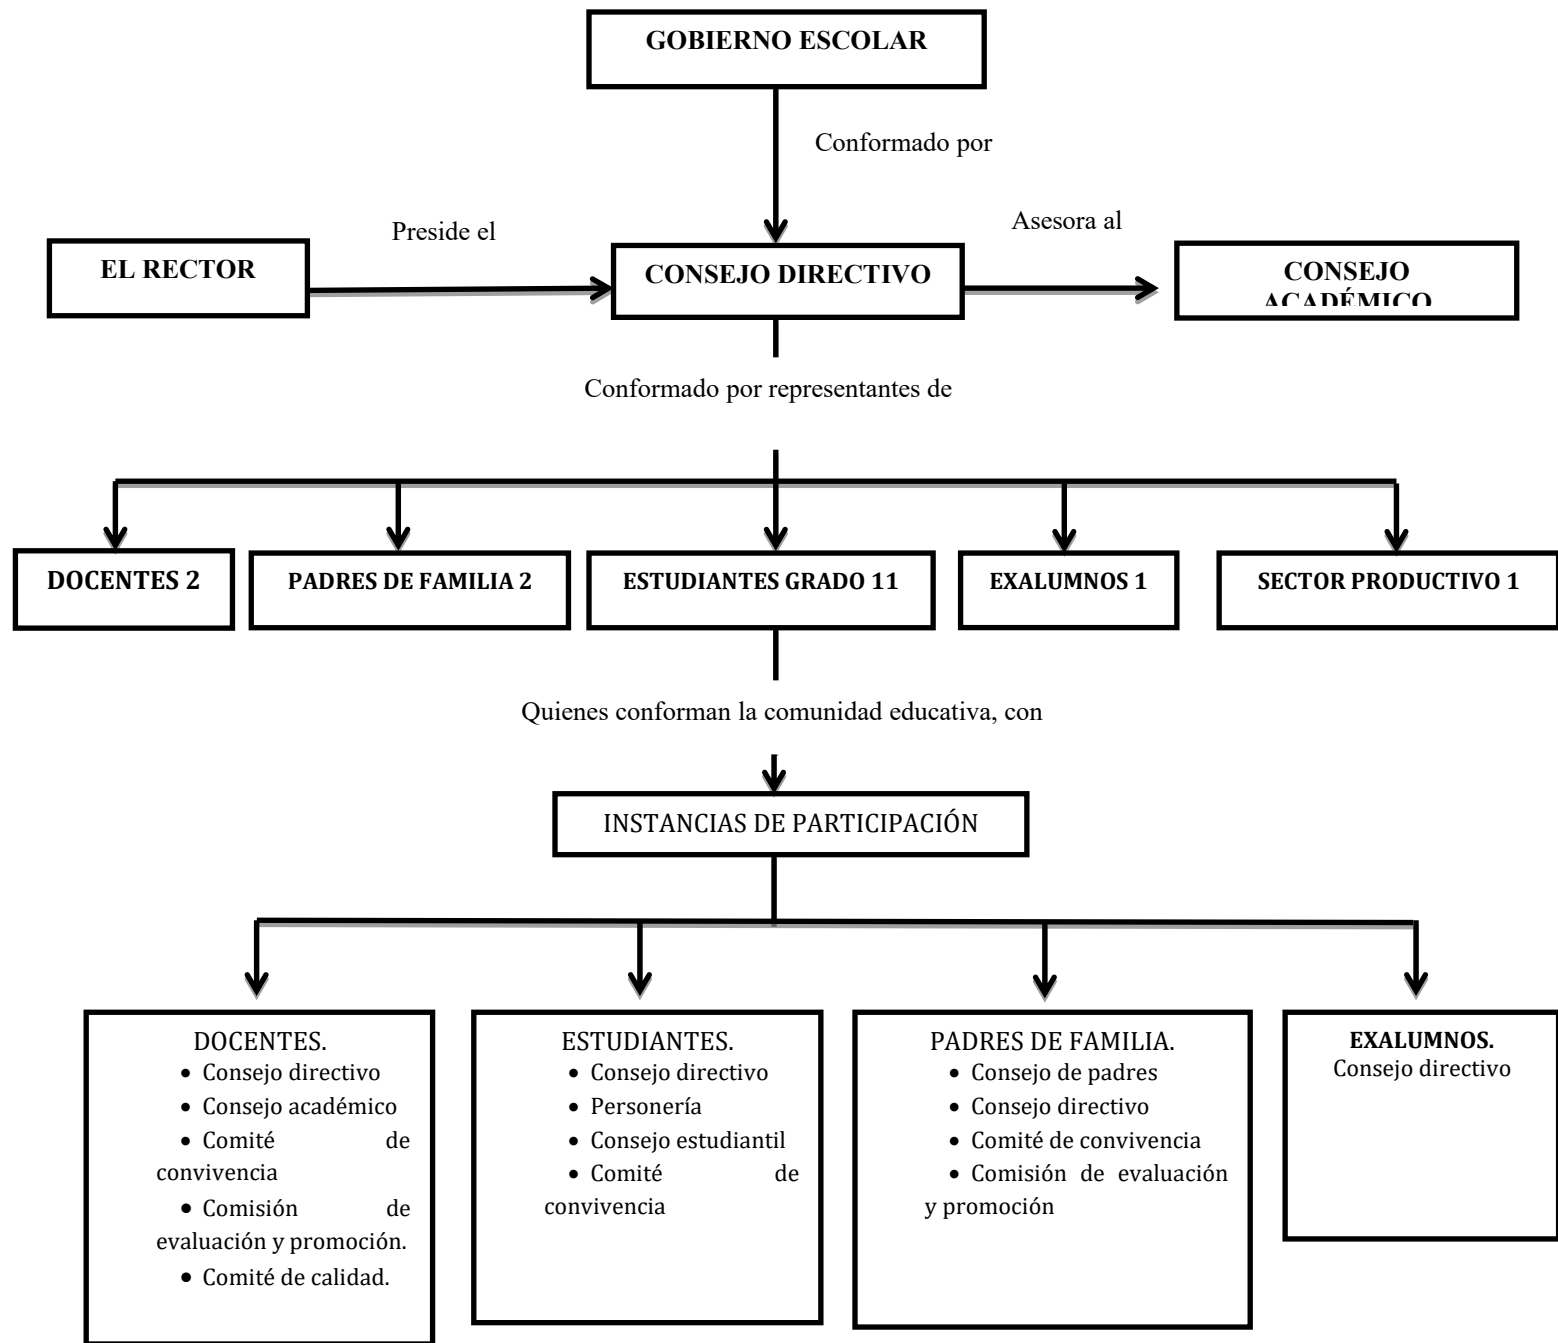 GOBIERNO ESCOLAR
Conformado por
Preside el
Asesora al
EL RECTOR
CONSEJO DIRECTIVO
CONSEJO
ACADÉMICO
Conformado por representantes de
DOCENTES 2
PADRES DE FAMILIA 2
ESTUDIANTES GRADO 11
EXALUMNOS 1
SECTOR PRODUCTIVO 1
Quienes conforman la comunidad educativa, con
INSTANCIAS DE PARTICIPACIÓN
DOCENTES.
• Consejo directivo
• Consejo académico
• Comité de
convivencia
• Comisión de
evaluación y promoción.
• Comité de calidad.
ESTUDIANTES.
• Consejo directivo
• Personería
• Consejo estudiantil
• Comité de
convivencia
PADRES DE FAMILIA.
• Consejo de padres
• Consejo directivo
• Comité de convivencia
• Comisión de evaluación
y promoción
EXALUMNOS.
Consejo directivo